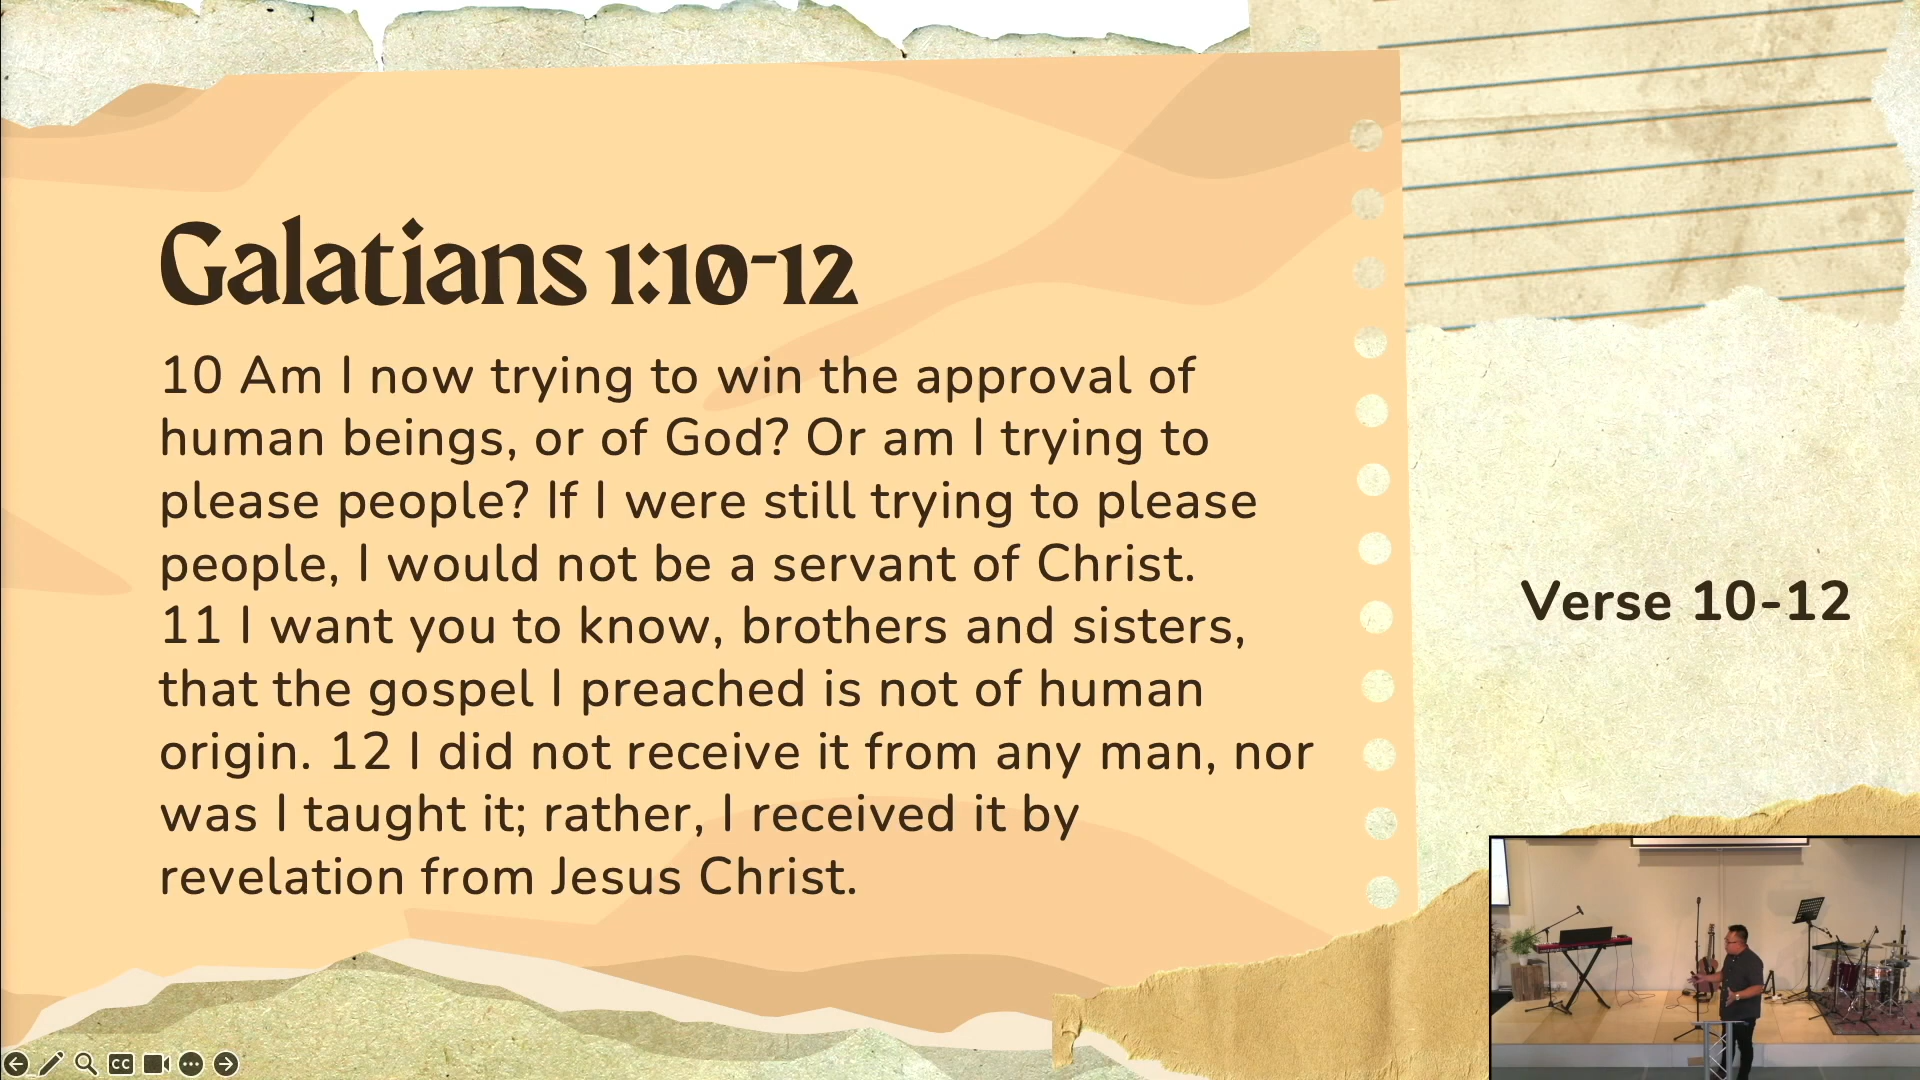 Galatians 1:10-12
10 Am I now trying to win the approval of
human beings, or of God? Or am I trying to
please people? If I were still trying to please
people, I would not be a servant of Christ.
11 I want you to know, brothers and sisters,
that the gospel I preached is not of human
origin. 12 I did not receive it from any man, nor
was I taught it; rather, I received it by
revelation from Jesus Christ.
Verse 10-12
CC